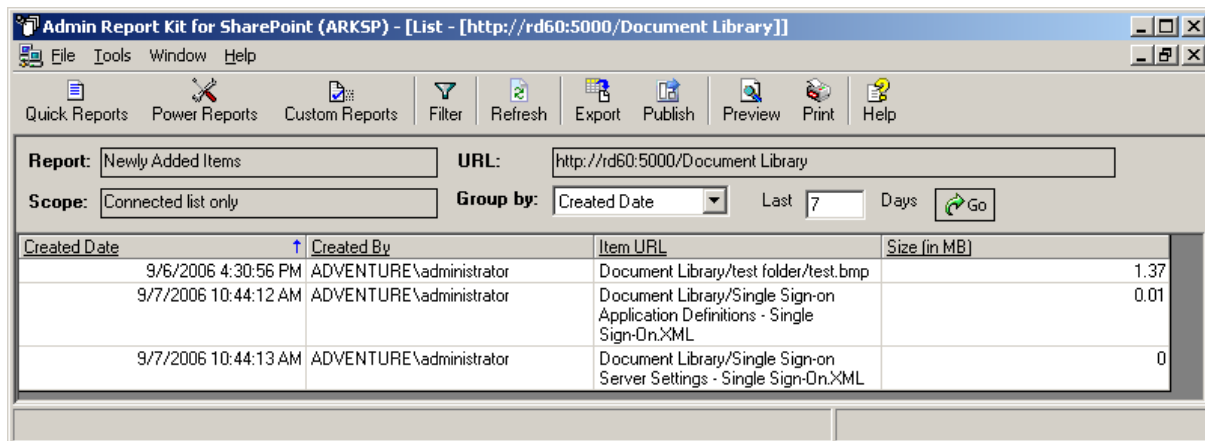 Admin Report Kit for SharePoint (ARKSP) - [List - [http://rd60:5000/Document Library]]
File Tools Window Help
Quick Reports Power Reports Custom Reports Filter Refresh Export Publish Preview Print Help
Report: Newly Added Items URL: http://rd60:5000/Document Library
Scope: Connected list only Group by: Created Date Last 7 Days Go
Created Date Created By Item URL Size (in MB)
9/6/2006 4:30:56 PM ADVENTURE\administrator Document Library/test folder/test.bmp 1.37
9/7/2006 10:44:12 AM ADVENTURE\administrator Document Library/Single Sign-on 0.01
Application Definitions - Single
Sign-On.XML
9/7/2006 10:44:13 AM ADVENTURE\administrator Document Library/Single Sign-on 0
Server Settings - Single Sign-On.XML